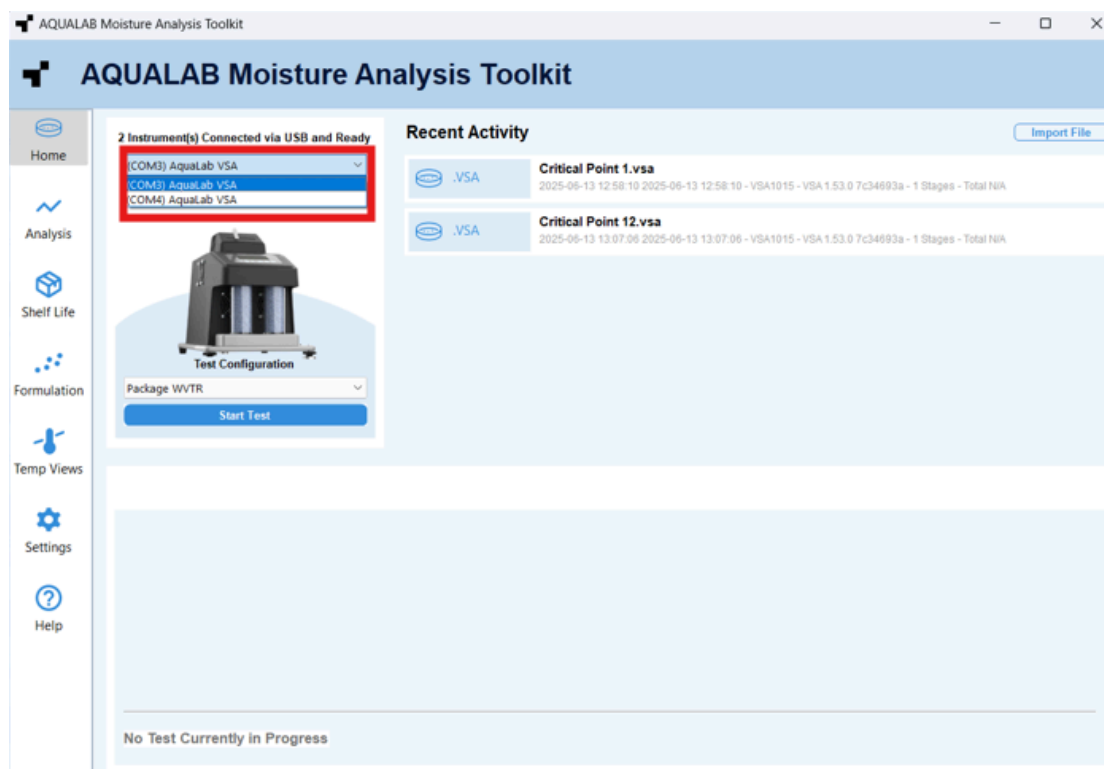 AQUALAB Moisture Analysis Toolkit
AQUALAB Moisture Analysis Toolkit
Home
Analysis
Shelf Life
Formulation
Temp Views
Settings
Help
2 Instrument(s) Connected via USB and Ready
(COM3) AquaLab VSA
(COM3) AquaLab VSA
(COM4) AquaLab VSA
Test Configuration
Package WVTR
Start Test
Recent Activity
Import File
.VSA
Critical Point 1.vsa
2025-06-13 12:58:10 2025-06-13 12:58:10 - VSA1015 - VSA 1.53.0 7c34693a - 1 Stages - Total N/A
.VSA
Critical Point 12.vsa
2025-06-13 13:07:06 2025-06-13 13:07:06 - VSA1015 - VSA 1.53.0 7c34693a - 1 Stages - Total N/A
No Test Currently in Progress